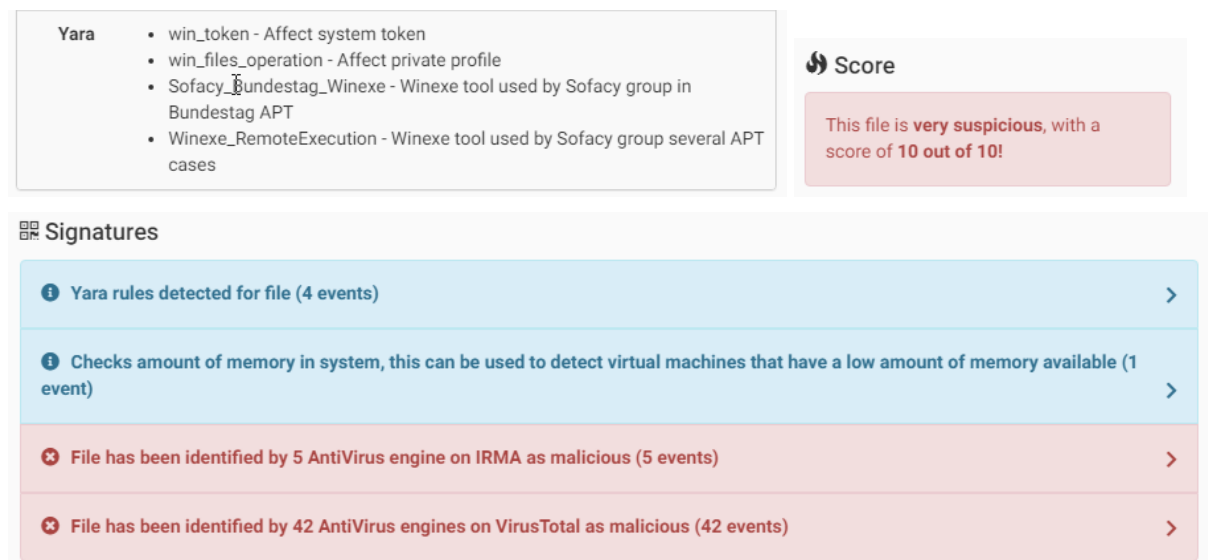 Yara
• win_token - Affect system token
• win_files_operation - Affect private profile
• Sofacy_Bundestag_Winexe - Winexe tool used by Sofacy group in
Bundestag APT
• Winexe_RemoteExecution - Winexe tool used by Sofacy group several APT
cases
Score
This file is very suspicious, with a
score of 10 out of 10!
Signatures
Yara rules detected for file (4 events)
Checks amount of memory in system, this can be used to detect virtual machines that have a low amount of memory available (1
event)
File has been identified by 5 AntiVirus engine on IRMA as malicious (5 events)
File has been identified by 42 AntiVirus engines on VirusTotal as malicious (42 events)